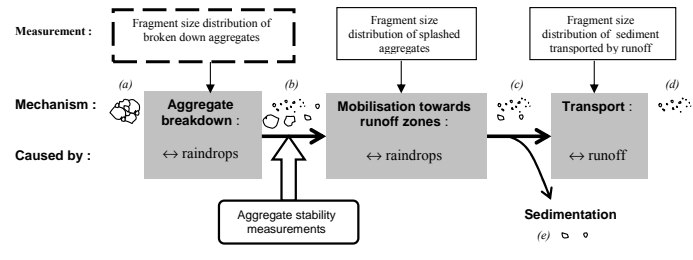 Measurement :
Fragment size distribution of
broken down aggregates
Fragment size
distribution of splashed
aggregates
Fragment size
distribution of sediment
transported by runoff
(a)
(b)
(c)
(d)
Mechanism :
Aggregate
breakdown :
Mobilisation towards
runoff zones :
Transport :
Caused by :
↔ raindrops
↔ raindrops
↔ runoff
Aggregate stability
measurements
Sedimentation
(e)